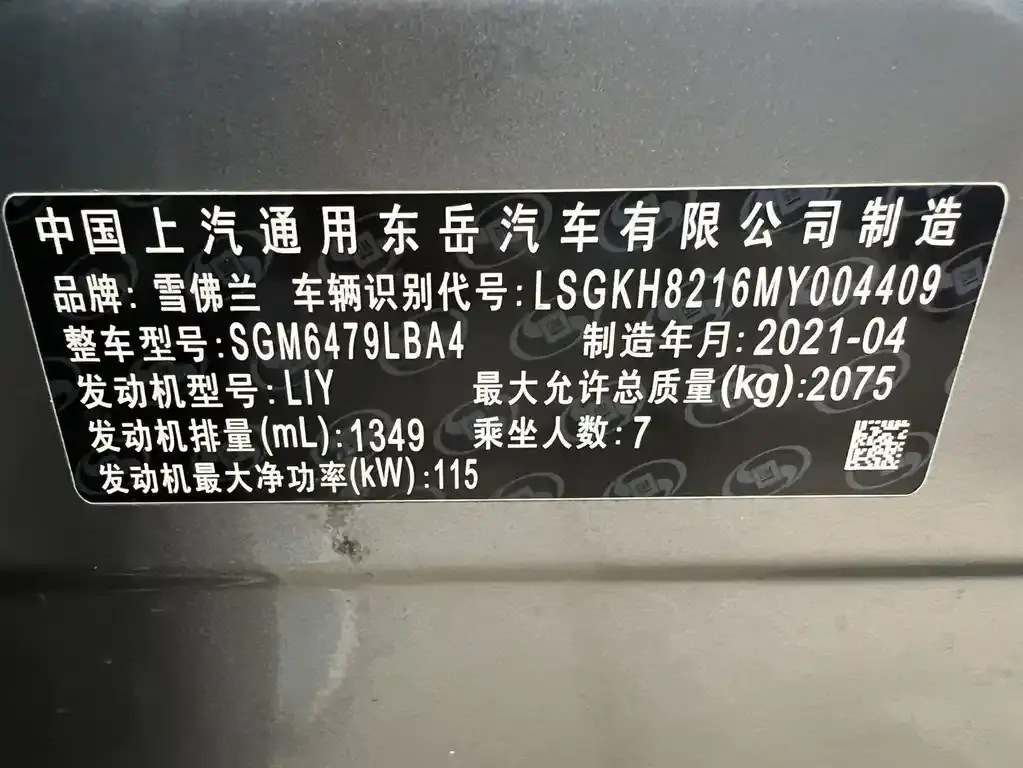 中国上汽通用东岳汽车有限公司制造
品牌: 雪佛兰 车辆识别代号:LSGKH8216MY004409
整车型号:SGM6479LBA4 制造年月: 2021-04
发动机型号:LIY 最大允许总质量(kg):2075
发动机排量(mL):1349 乘坐人数:7
发动机最大净功率(kW):115